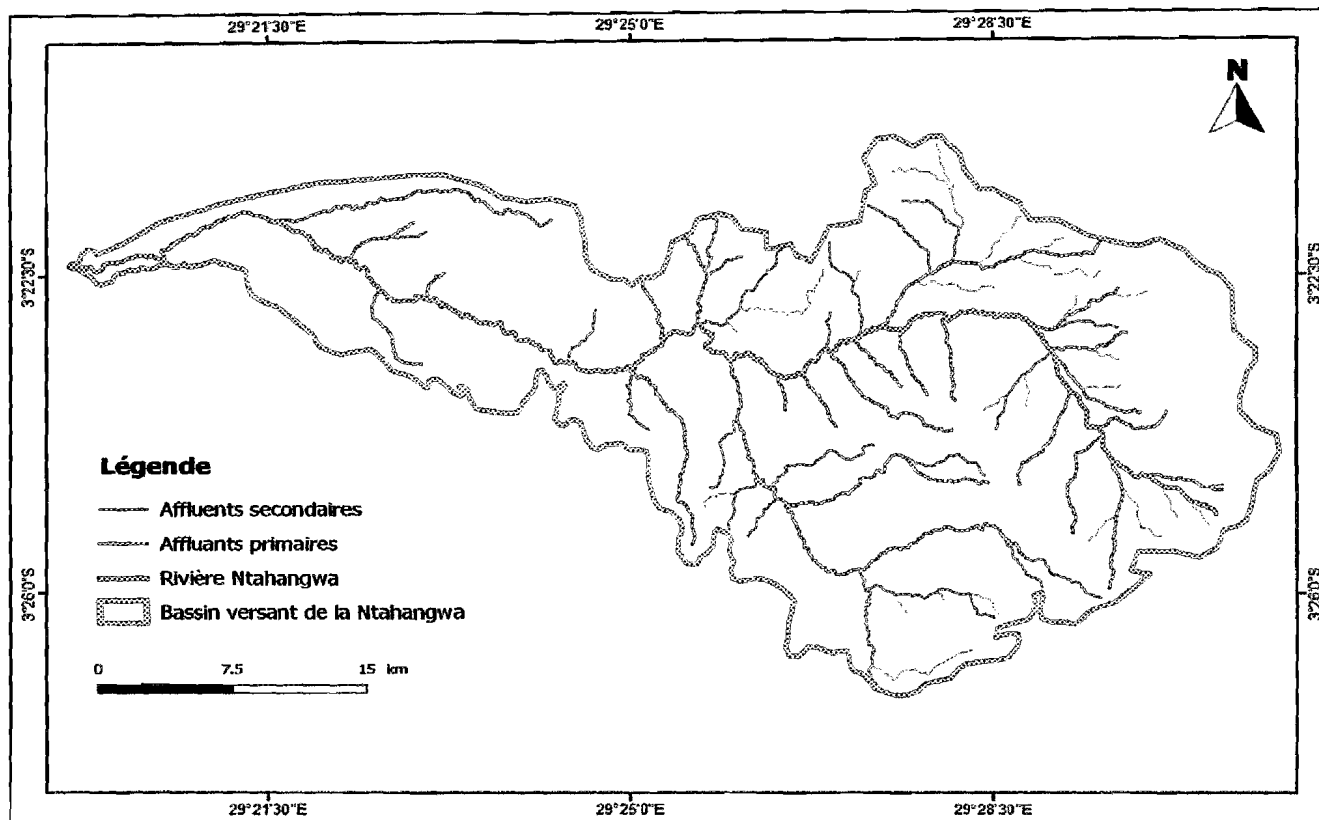 29°21'30"E 29°25'0"E 29°28'30"E
N
3°22'30"S 3°22'30"S
Légende
Affluents secondaires
Affluants primaires
Rivière Ntahangwa
Bassin versant de la Ntahangwa
3°26'0"S 3°26'0"S
0 7.5 15 km
29°21'30"E 29°25'0"E 29°28'30"E